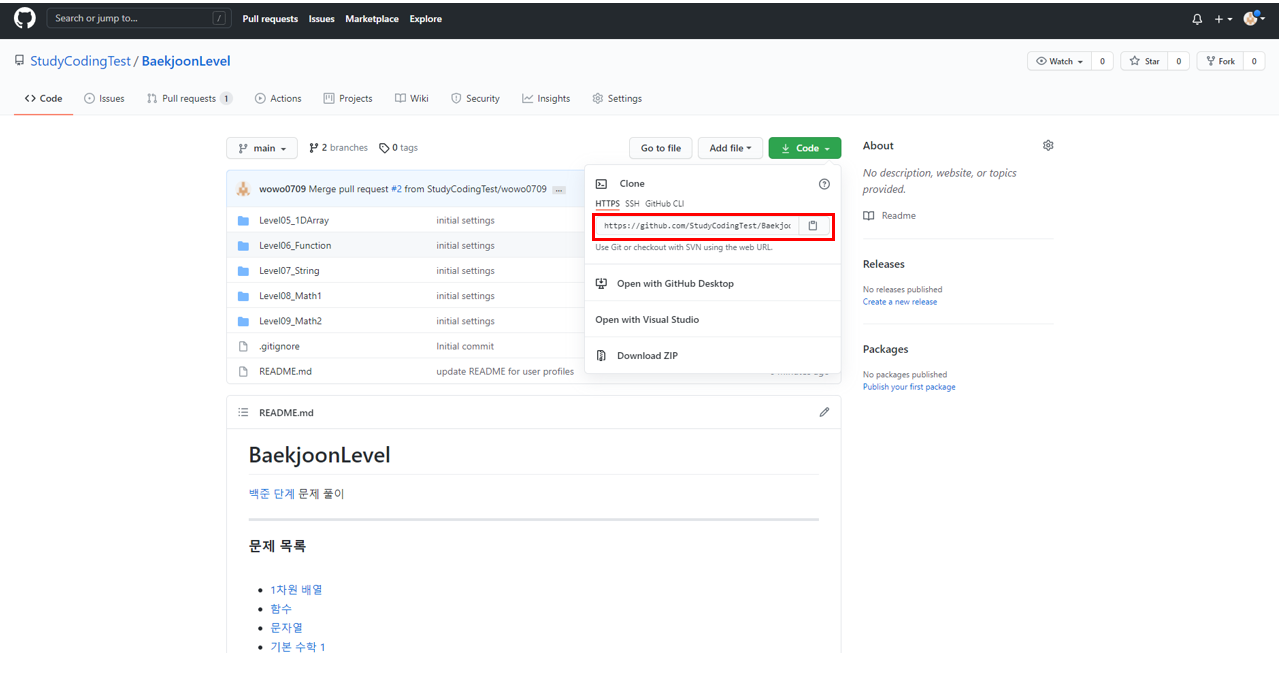 Search or jump to... / Pull requests Issues Marketplace Explore
StudyCodingTest / BaekjoonLevel Watch 0 Star 0 Fork 0
Code Issues Pull requests 1 Actions Projects Wiki Security Insights Settings
main 2 branches 0 tags Go to file Add file Code
wowo0709 Merge pull request #2 from StudyCodingTest/wowo0709 ...
Level05_1DArray initial settings
Level06_Function initial settings
Level07_String initial settings
Level08_Math1 initial settings
Level09_Math2 initial settings
.gitignore Initial commit
README.md update README for user profiles
Clone
HTTPS SSH GitHub CLI
https://github.com/StudyCodingTest/Baekjoo
Use Git or checkout with SVN using the web URL.
Open with GitHub Desktop
Open with Visual Studio
Download ZIP
About
No description, website, or topics
provided.
Readme
Releases
No releases published
Create a new release
Packages
No packages published
Publish your first package
README.md
BaekjoonLevel
백준 단계 문제 풀이
문제 목록
1차원 배열
함수
문자열
기본 수학 1